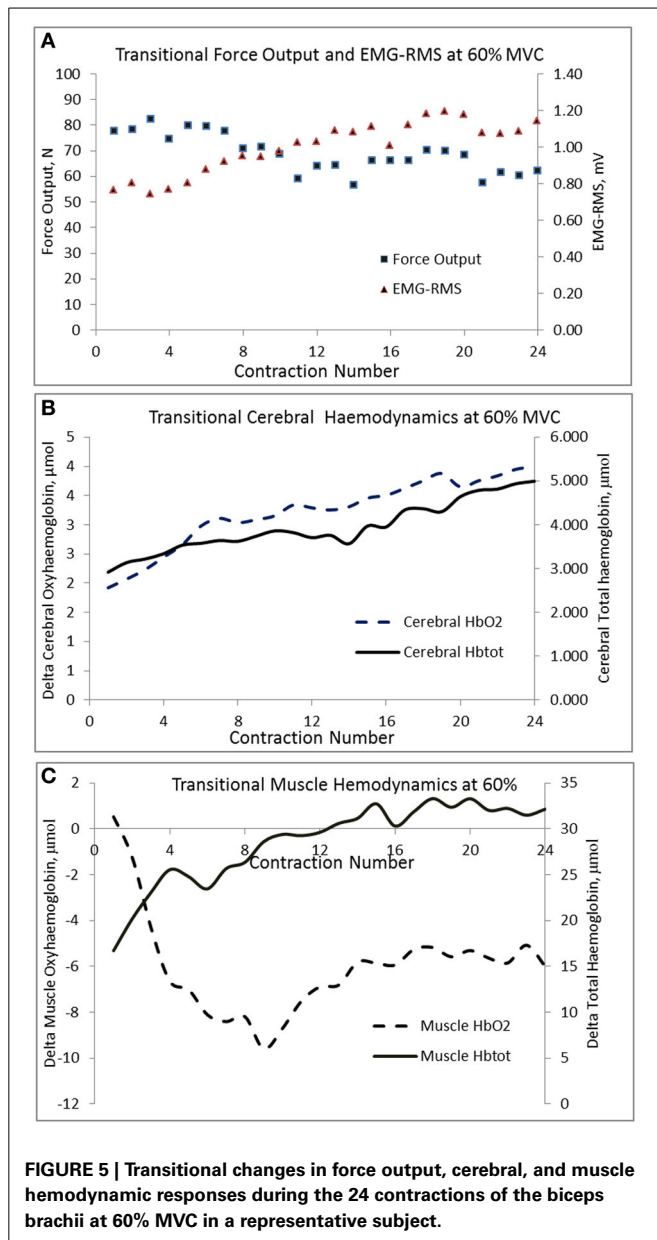 A
Transitional Force Output and EMG-RMS at 60% MVC
100
90
80
70
60
50
40
30
20
10
0
Force Output, N
1.40
1.20
1.00
0.80
0.60
0.40
0.20
0.00
EMG-RMS, mV
Force Output
EMG-RMS
0 4 8 12 16 20 24
Contraction Number
B
Transitional Cerebral Haemodynamics at 60% MVC
5
4
4
3
3
2
2
1
1
0
Delta Cerebral Oxyhaemoglobin, µmol
6.000
5.000
4.000
3.000
2.000
1.000
0.000
Cerebral Total haemoglobin, µmol
Cerebral HbO2
Cerebral Hbtot
0 4 8 12 16 20 24
Contraction Number
C
Transitional Muscle Hemodynamics at 60%
2
0
-2
-4
-6
-8
-10
-12
Delta Muscle Oxyhaemoglobin, µmol
35
30
25
20
15
10
5
0
Delta Total Haemoglobin, µmol
0 4 8 12 16 20 24
Contraction Number
Muscle HbO2
Muscle Hbtot
FIGURE 5 | Transitional changes in force output, cerebral, and muscle
hemodynamic responses during the 24 contractions of the biceps
brachii at 60% MVC in a representative subject.